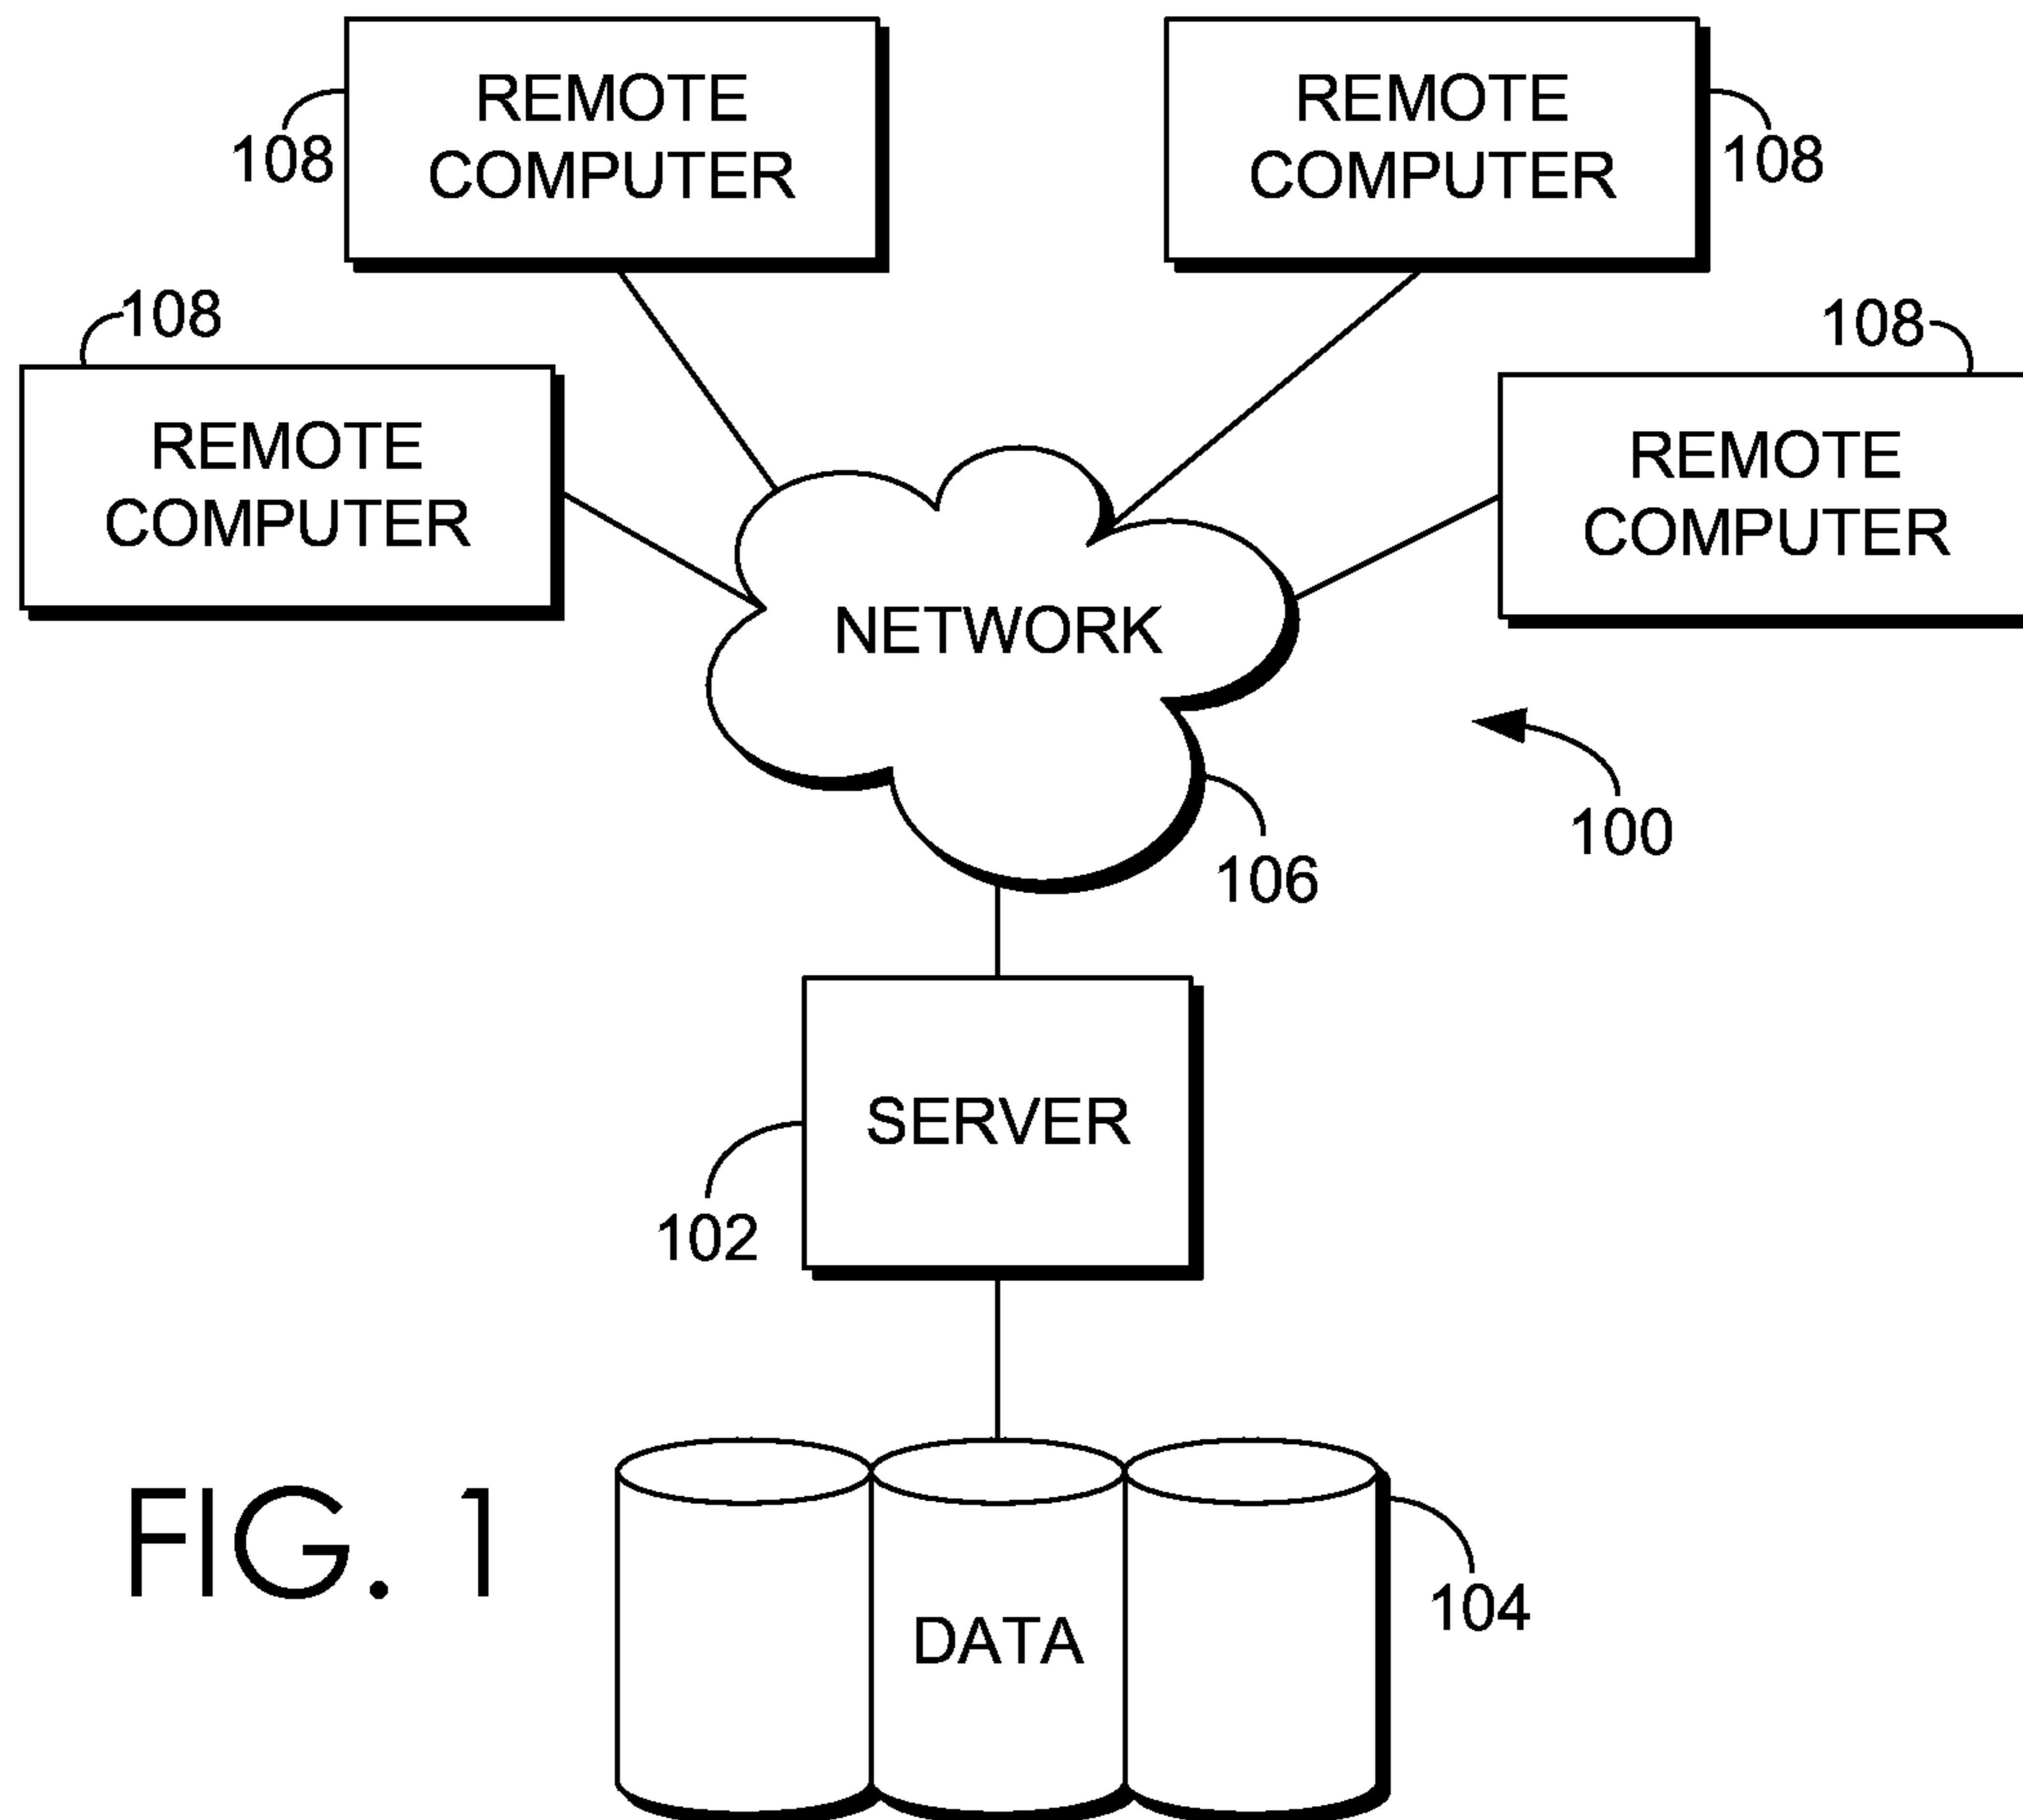 REMOTE
COMPUTER
108
REMOTE
COMPUTER
108
108
REMOTE
COMPUTER
108
REMOTE
COMPUTER
NETWORK
100
106
SERVER
102
FIG. 1
DATA
104